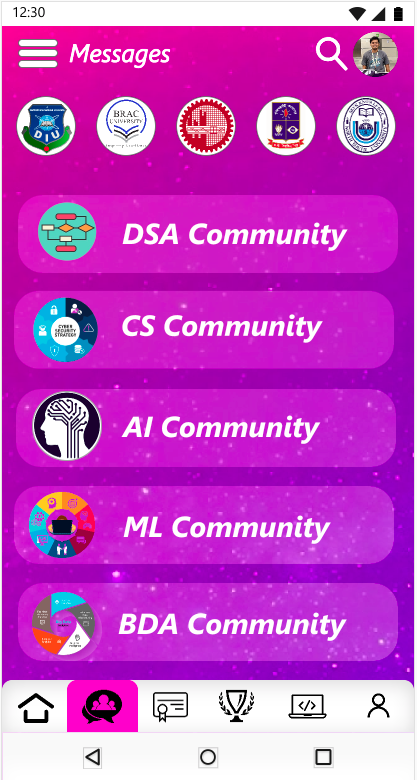 12:30
Messages
DIU
BRAC
UNIVERSITY
DSA Community
CYBER
SECURITY
STRATEGY
CS Community
AI Community
ML Community
BDA Community